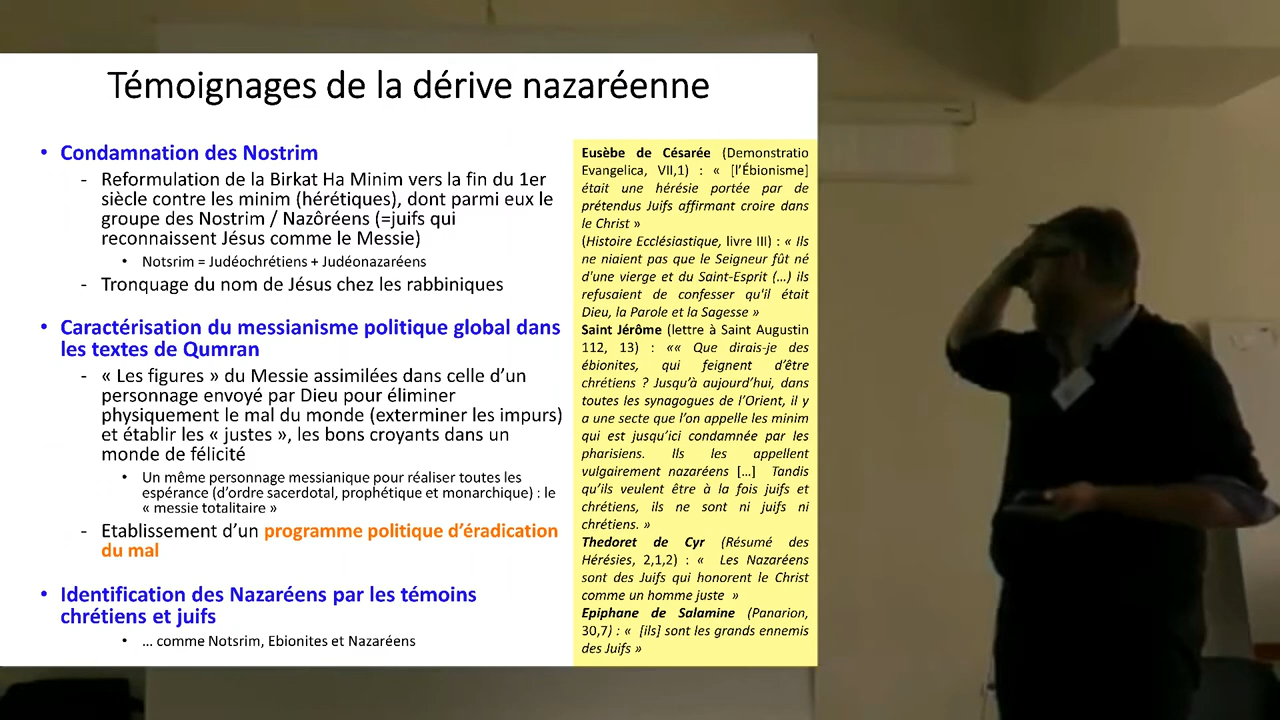 Témoignages de la dérive nazaréenne
• Condamnation des Nostrim
- Reformulation de la Birkat Ha Minim vers la fin du 1er
siècle contre les minim (hérétiques), dont parmi eux le
groupe des Nostrim / Nazôréens (=juifs qui
reconnaissent Jésus comme le Messie)
• Notsrim = Judéochrétiens + Judéonazaréens
- Tronquage du nom de Jésus chez les rabbiniques
• Caractérisation du messianisme politique global dans
les textes de Qumran
- « Les figures » du Messie assimilées dans celle d’un
personnage envoyé par Dieu pour éliminer
physiquement le mal du monde (exterminer les impurs)
et établir les « justes », les bons croyants dans un
monde de félicité
• Un même personnage messianique pour réaliser toutes les
espérance (d’ordre sacerdotal, prophétique et monarchique) : le
« messie totalitaire »
- Etablissement d’un programme politique d’éradication
du mal
• Identification des Nazaréens par les témoins
chrétiens et juifs
• … comme Notsrim, Ebionites et Nazaréens
Eusèbe de Césarée (Demonstratio
Evangelica, VII,1) : « [l’Ébionisme]
était une hérésie portée par de
prétendus Juifs affirmant croire dans
le Christ »
(Histoire Ecclésiastique, livre III) : « Ils
ne niaient pas que le Seigneur fût né
d'une vierge et du Saint-Esprit (…) ils
refusaient de confesser qu'il était
Dieu, la Parole et la Sagesse »
Saint Jérôme (lettre à Saint Augustin
112, 13) : «« Que dirais-je des
ébionites, qui feignent d’être
chrétiens ? Jusqu’à aujourd’hui, dans
toutes les synagogues de l’Orient, il y
a une secte que l’on appelle les minim
qui est jusqu’ici condamnée par les
pharisiens. Ils les appellent
vulgairement nazaréens […] Tandis
qu’ils veulent être à la fois juifs et
chrétiens, ils ne sont ni juifs ni
chrétiens. »
Thedoret de Cyr (Résumé des
Hérésies, 2,1,2) : « Les Nazaréens
sont des Juifs qui honorent le Christ
comme un homme juste »
Epiphane de Salamine (Panarion,
30,7) : « [ils] sont les grands ennemis
des Juifs »